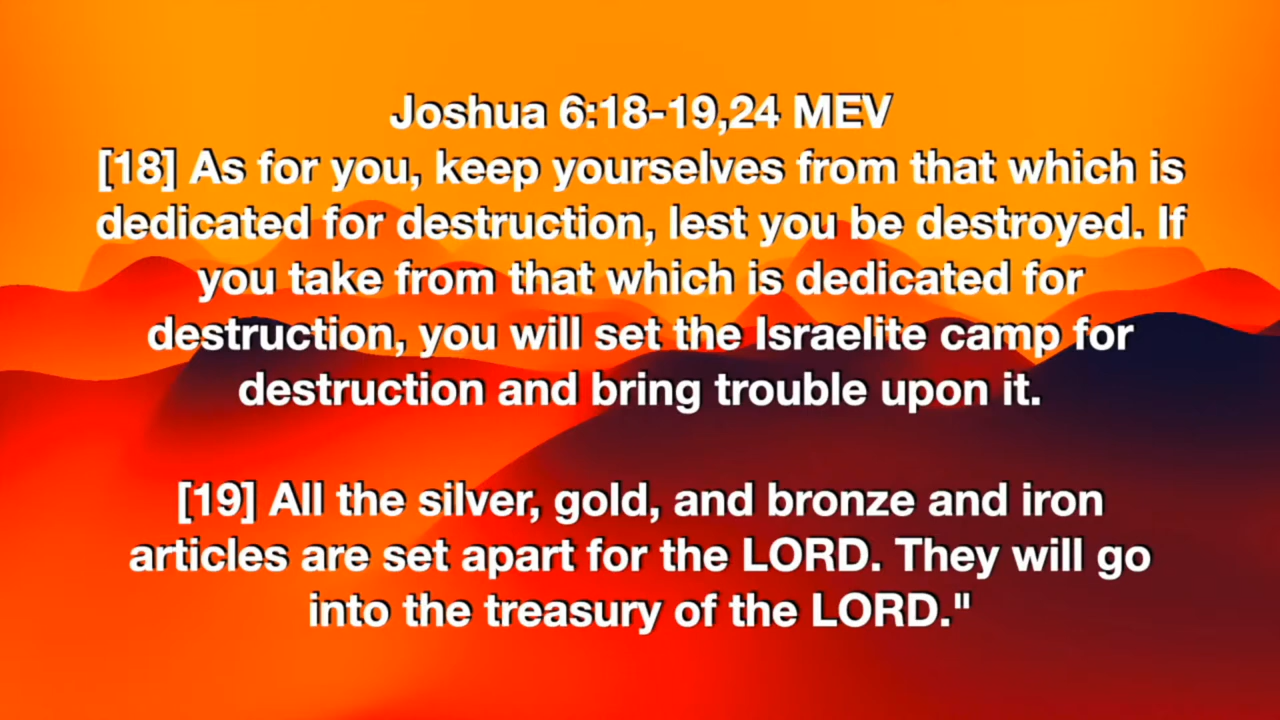 Joshua 6:18-19,24 MEV
[18] As for you, keep yourselves from that which is
dedicated for destruction, lest you be destroyed. If
you take from that which is dedicated for
destruction, you will set the Israelite camp for
destruction and bring trouble upon it.
[19] All the silver, gold, and bronze and iron
articles are set apart for the LORD. They will go
into the treasury of the LORD."